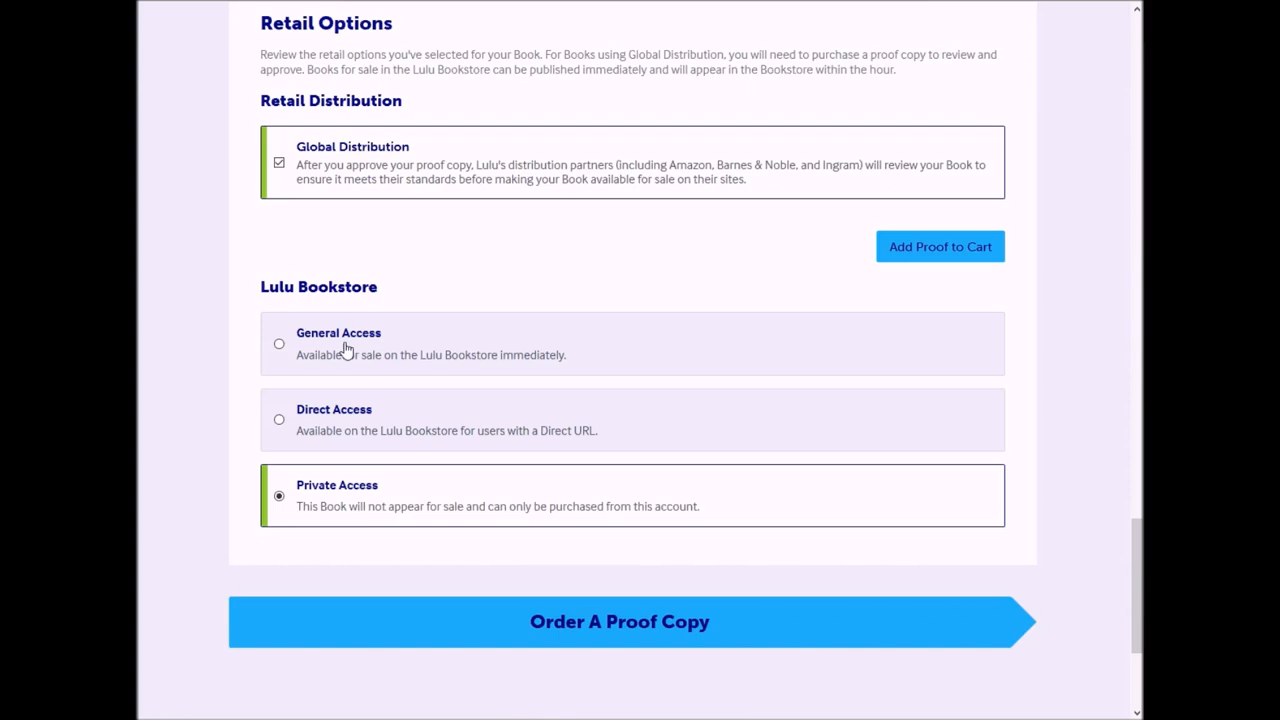 Retail Options
Review the retail options you've selected for your Book. For Books using Global Distribution, you will need to purchase a proof copy to review and
approve. Books for sale in the Lulu Bookstore can be published immediately and will appear in the Bookstore within the hour.
Retail Distribution
Global Distribution
After you approve your proof copy, Lulu's distribution partners (including Amazon, Barnes & Noble, and Ingram) will review your Book to
ensure it meets their standards before making your Book available for sale on their sites.
Add Proof to Cart
Lulu Bookstore
General Access
Available for sale on the Lulu Bookstore immediately.
Direct Access
Available on the Lulu Bookstore for users with a Direct URL.
Private Access
This Book will not appear for sale and can only be purchased from this account.
Order A Proof Copy